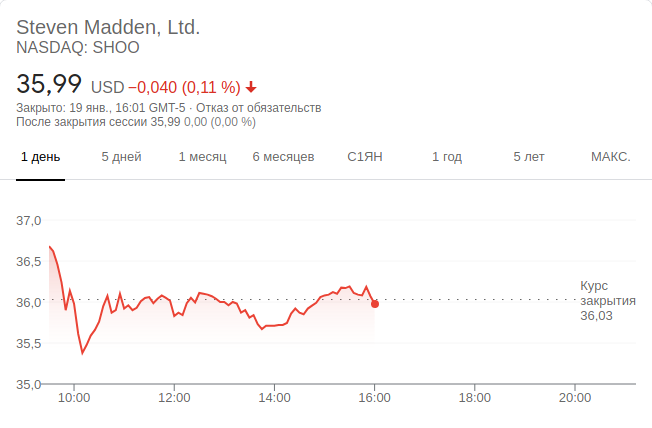 Steven Madden, Ltd.
NASDAQ: SHOO
35,99 USD −0,040 (0,11 %)
Закрыто: 19 янв., 16:01 GMT-5 · Отказ от обязательств
После закрытия сессии 35,99 0,00 (0,00 %)
1 день 5 дней 1 месяц 6 месяцев С1ЯН 1 год 5 лет МАКС.
37,0
36,5
Курс
36,0 закрытия
36,03
35,5
35,0
10:00 12:00 14:00 16:00 18:00 20:00